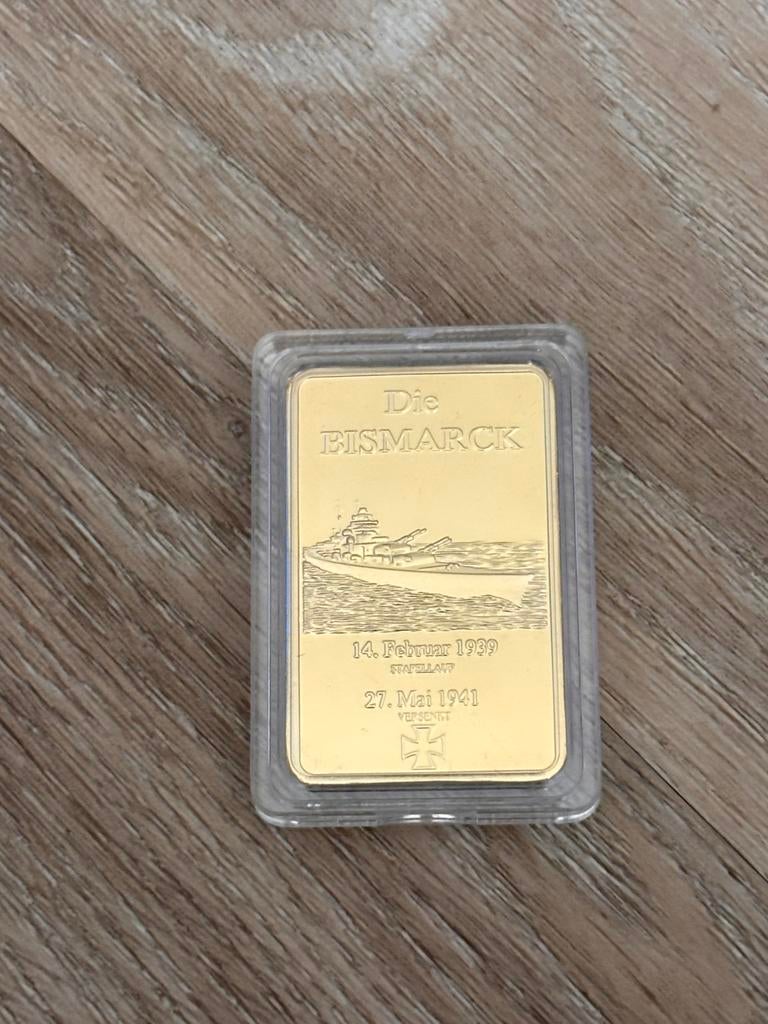 Die
BISMARCK
14. Februar 1939
STAPELLAUF
27. Mai 1941
VERSENKT